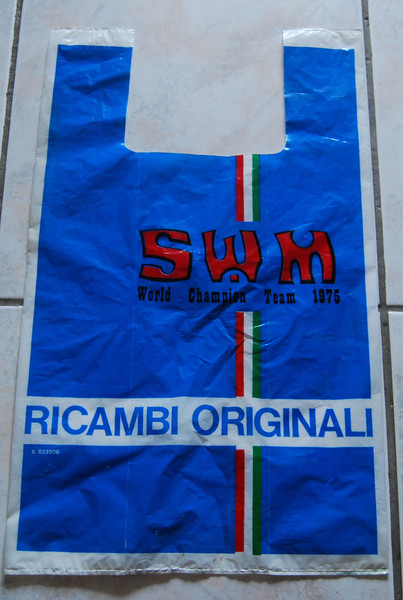 SWM
World Champion Team 1975
RICAMBI ORIGINALI